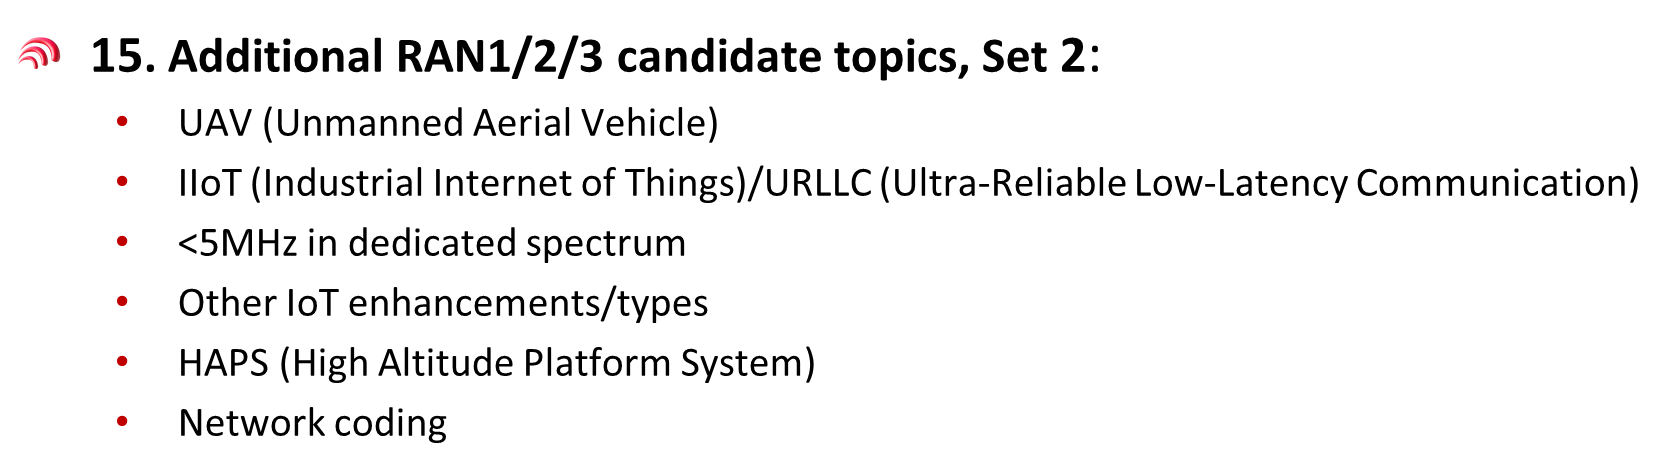 15. Additional RAN1/2/3 candidate topics, Set 2:
• UAV (Unmanned Aerial Vehicle)
• IIoT (Industrial Internet of Things)/URLLC (Ultra-Reliable Low-Latency Communication)
• <5MHz in dedicated spectrum
• Other IoT enhancements/types
• HAPS (High Altitude Platform System)
• Network coding